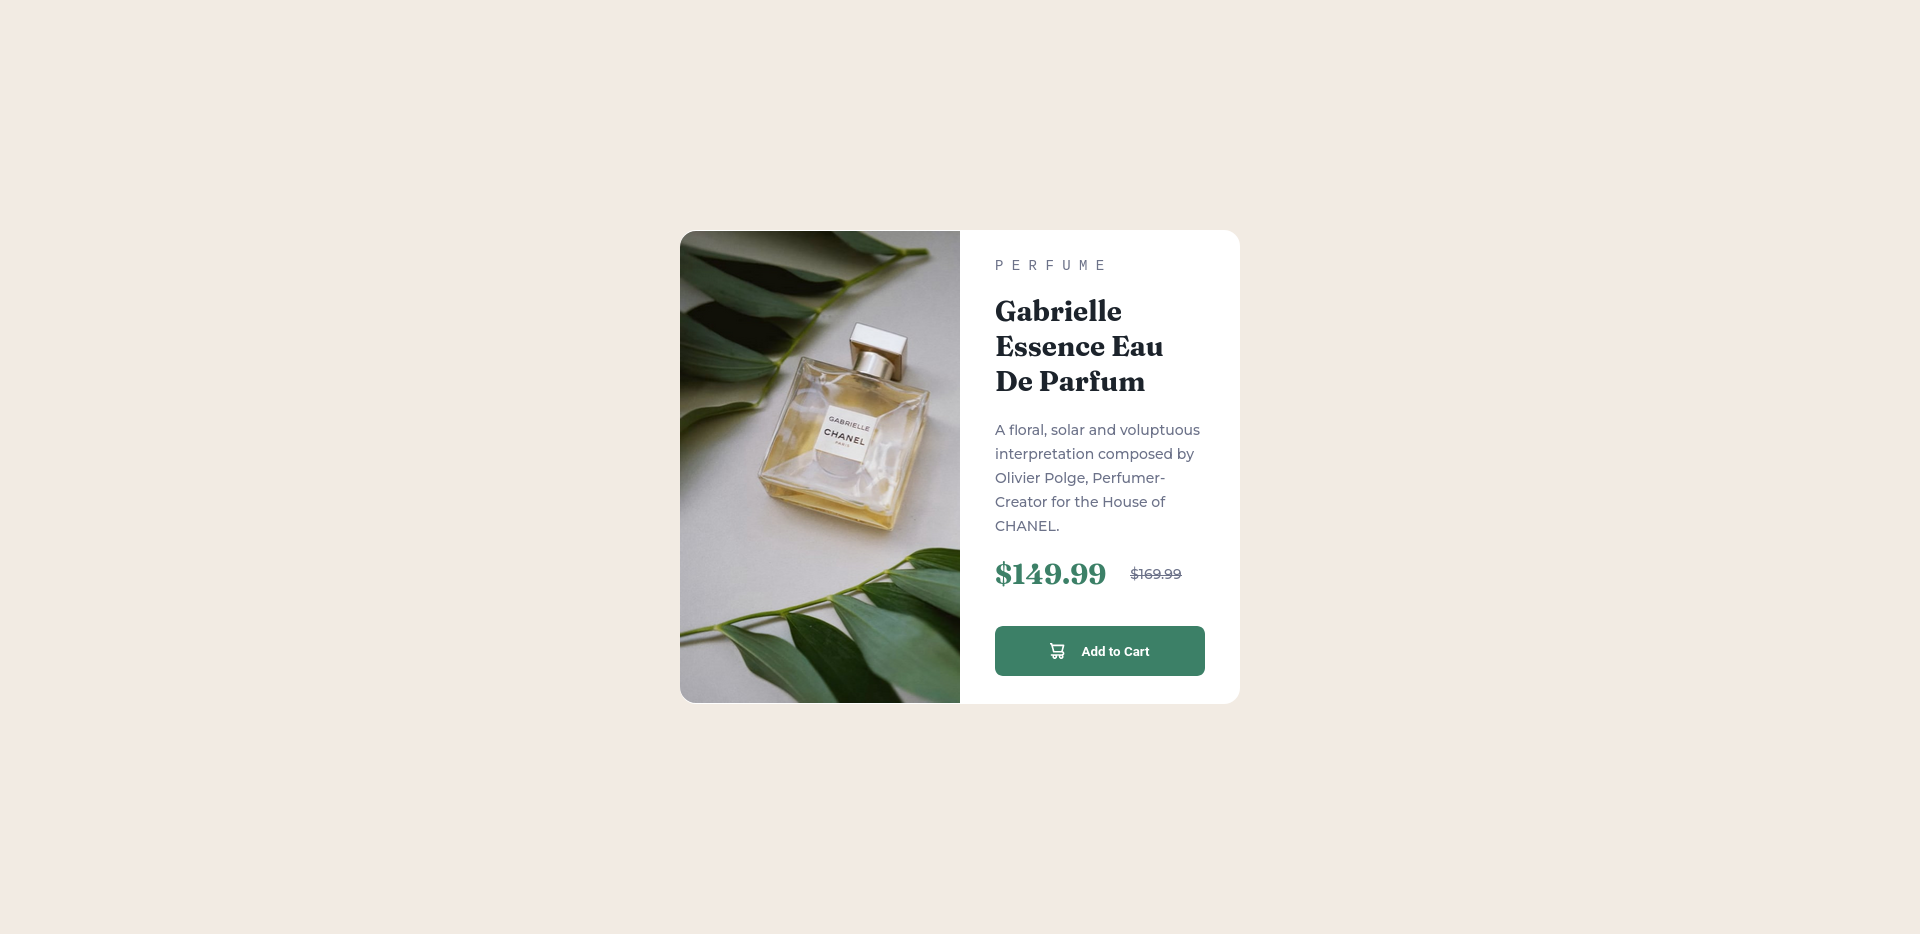 GABRIELLE
CHANEL
PARIS
PERFUME
Gabrielle
Essence Eau
De Parfum
A floral, solar and voluptuous
interpretation composed by
Olivier Polge, Perfumer-
Creator for the House of
CHANEL.
$149.99 $169.99
Add to Cart